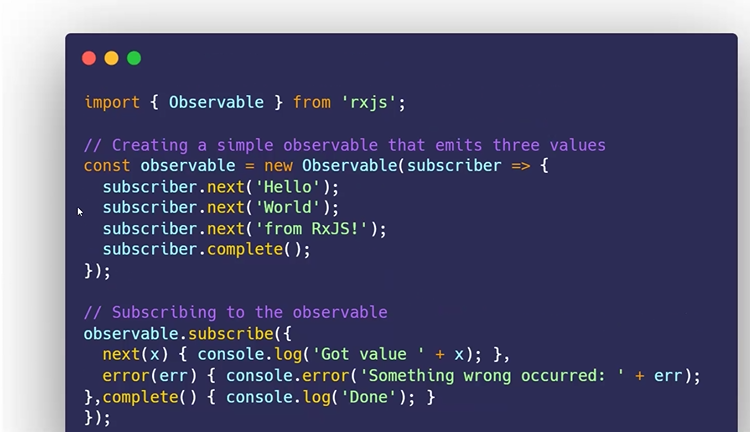 import { Observable } from 'rxjs';
// Creating a simple observable that emits three values
const observable = new Observable(subscriber => {
  subscriber.next('Hello');
  subscriber.next('World');
  subscriber.next('from RxJS!');
  subscriber.complete();
});
// Subscribing to the observable
observable.subscribe({
  next(x) { console.log('Got value ' + x); },
  error(err) { console.error('Something wrong occurred: ' + err);
},complete() { console.log('Done'); }
});